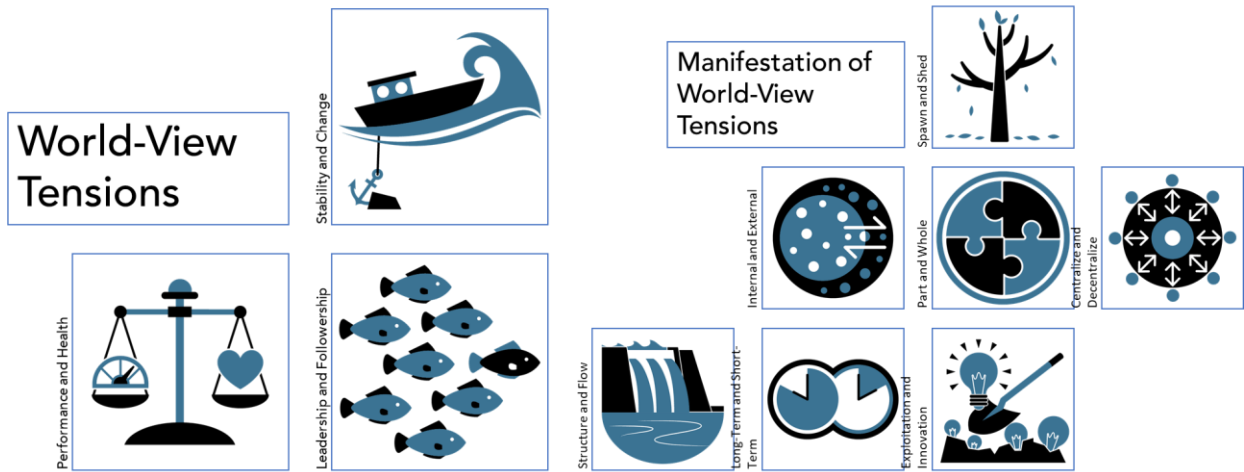 World-View
Tensions
Stability and Change
Performance and Health
Leadership and Followership
Manifestation of
World-View
Tensions
Spawn and Shed
Internal and External
Part and Whole
Centralize and
Decentralize
Structure and Flow
Long-Term and Short-
Term
Exploitation and
Innovation